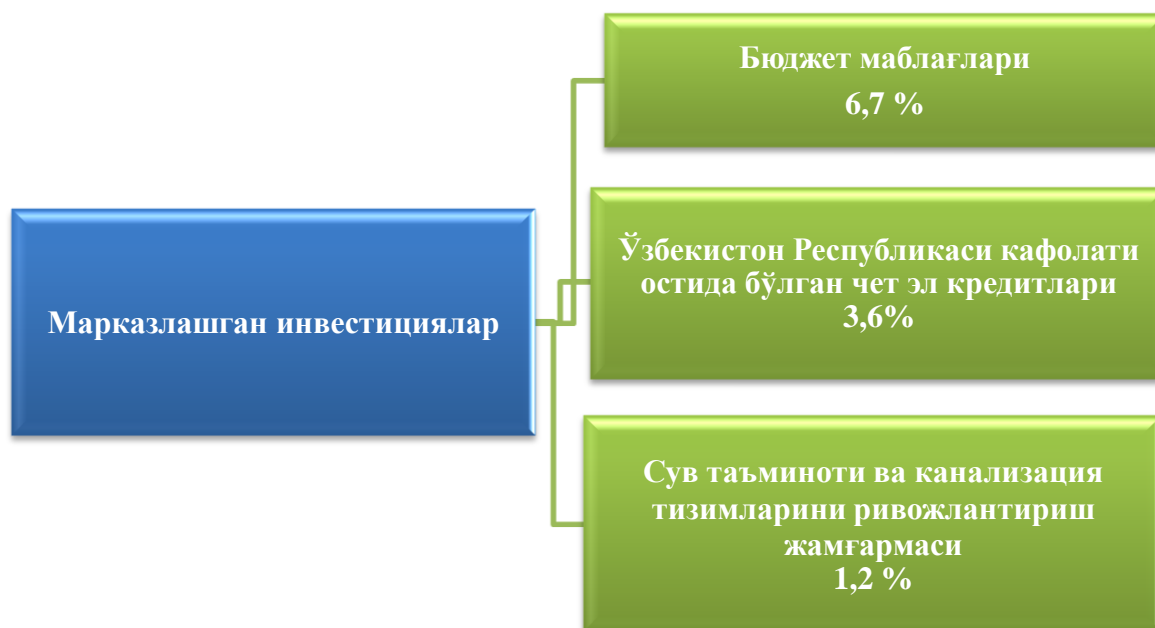 Марказлашган инвестициялар
Бюджет маблағлари
6,7 %
Ўзбекистон Республикаси кафолати
остида бўлган чет эл кредитлари
3,6%
Сув таъминоти ва канализация
тизимларини ривожлантириш
жамғармаси
1,2 %